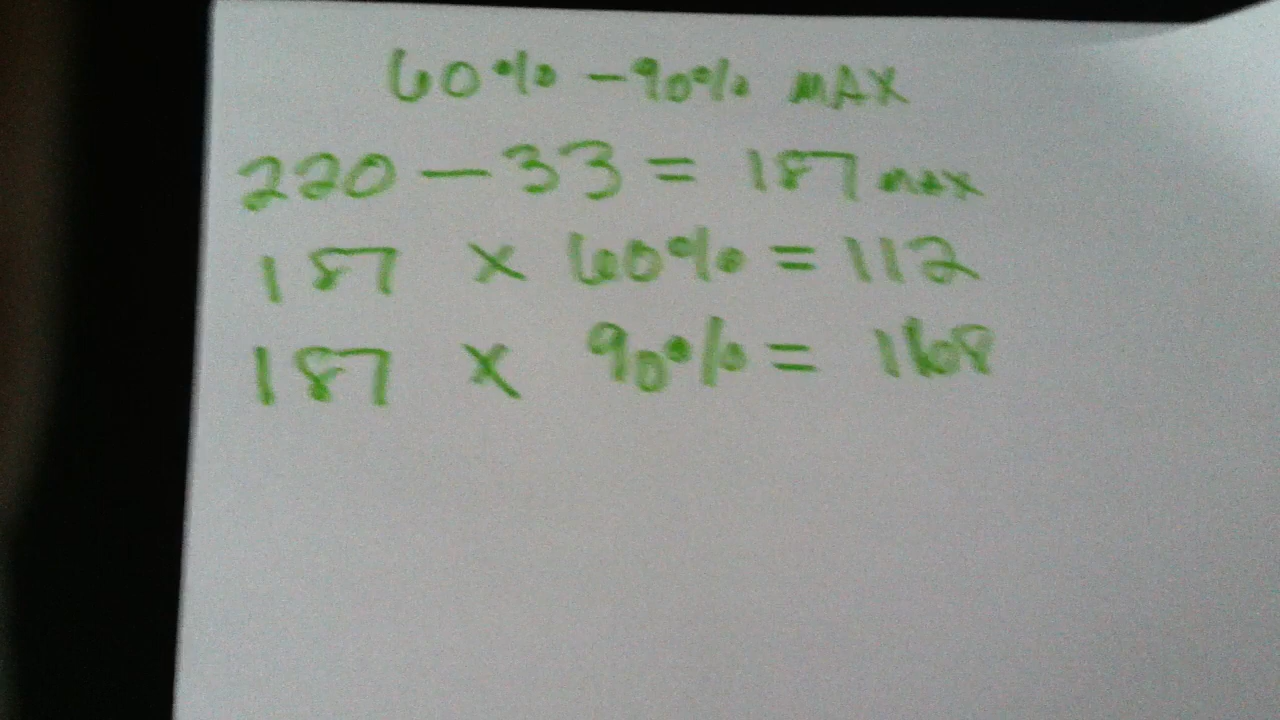 60% - 90% MAX
220 - 33 = 187 max
187 x 60% = 112
187 x 90% = 168